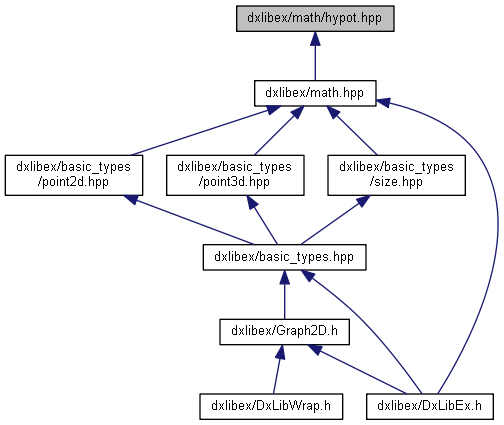 dxlibex/math/hypot.hpp
dxlibex/math.hpp
dxlibex/basic_types
/point2d.hpp
dxlibex/basic_types
/point3d.hpp
dxlibex/basic_types
/size.hpp
dxlibex/basic_types.hpp
dxlibex/Graph2D.h
dxlibex/DxLibWrap.h
dxlibex/DxLibEx.h